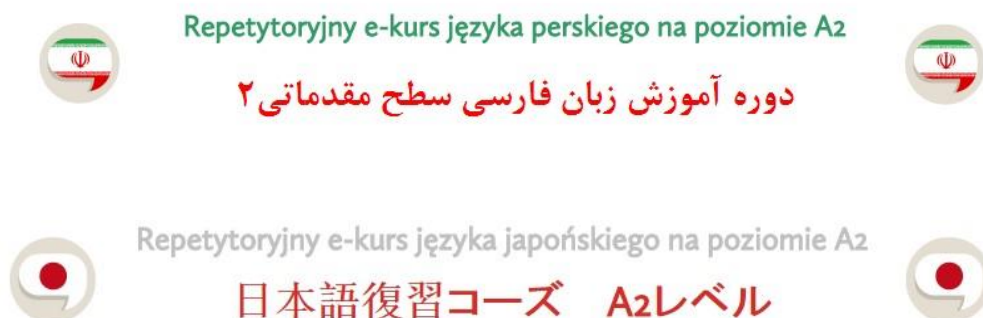 Repetytoryjny e-kurs języka perskiego na poziomie A2
دوره آموزش زبان فارسی سطح مقدماتی۲
Repetytoryjny e-kurs języka japońskiego na poziomie A2
日本語復習コーズ A2レベル